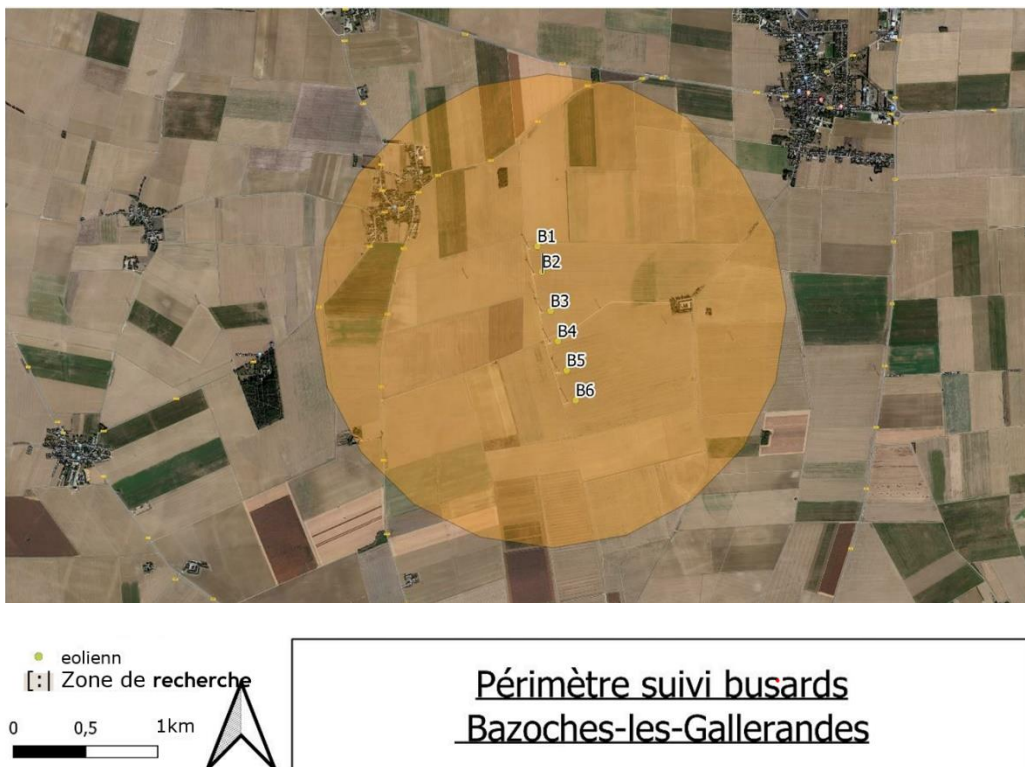 B1
B2
B3
B4
B5
B6
eolienn
[:] Zone de recherche
0 0,5 1km
Périmètre suivi busards
Bazoches-les-Gallerandes